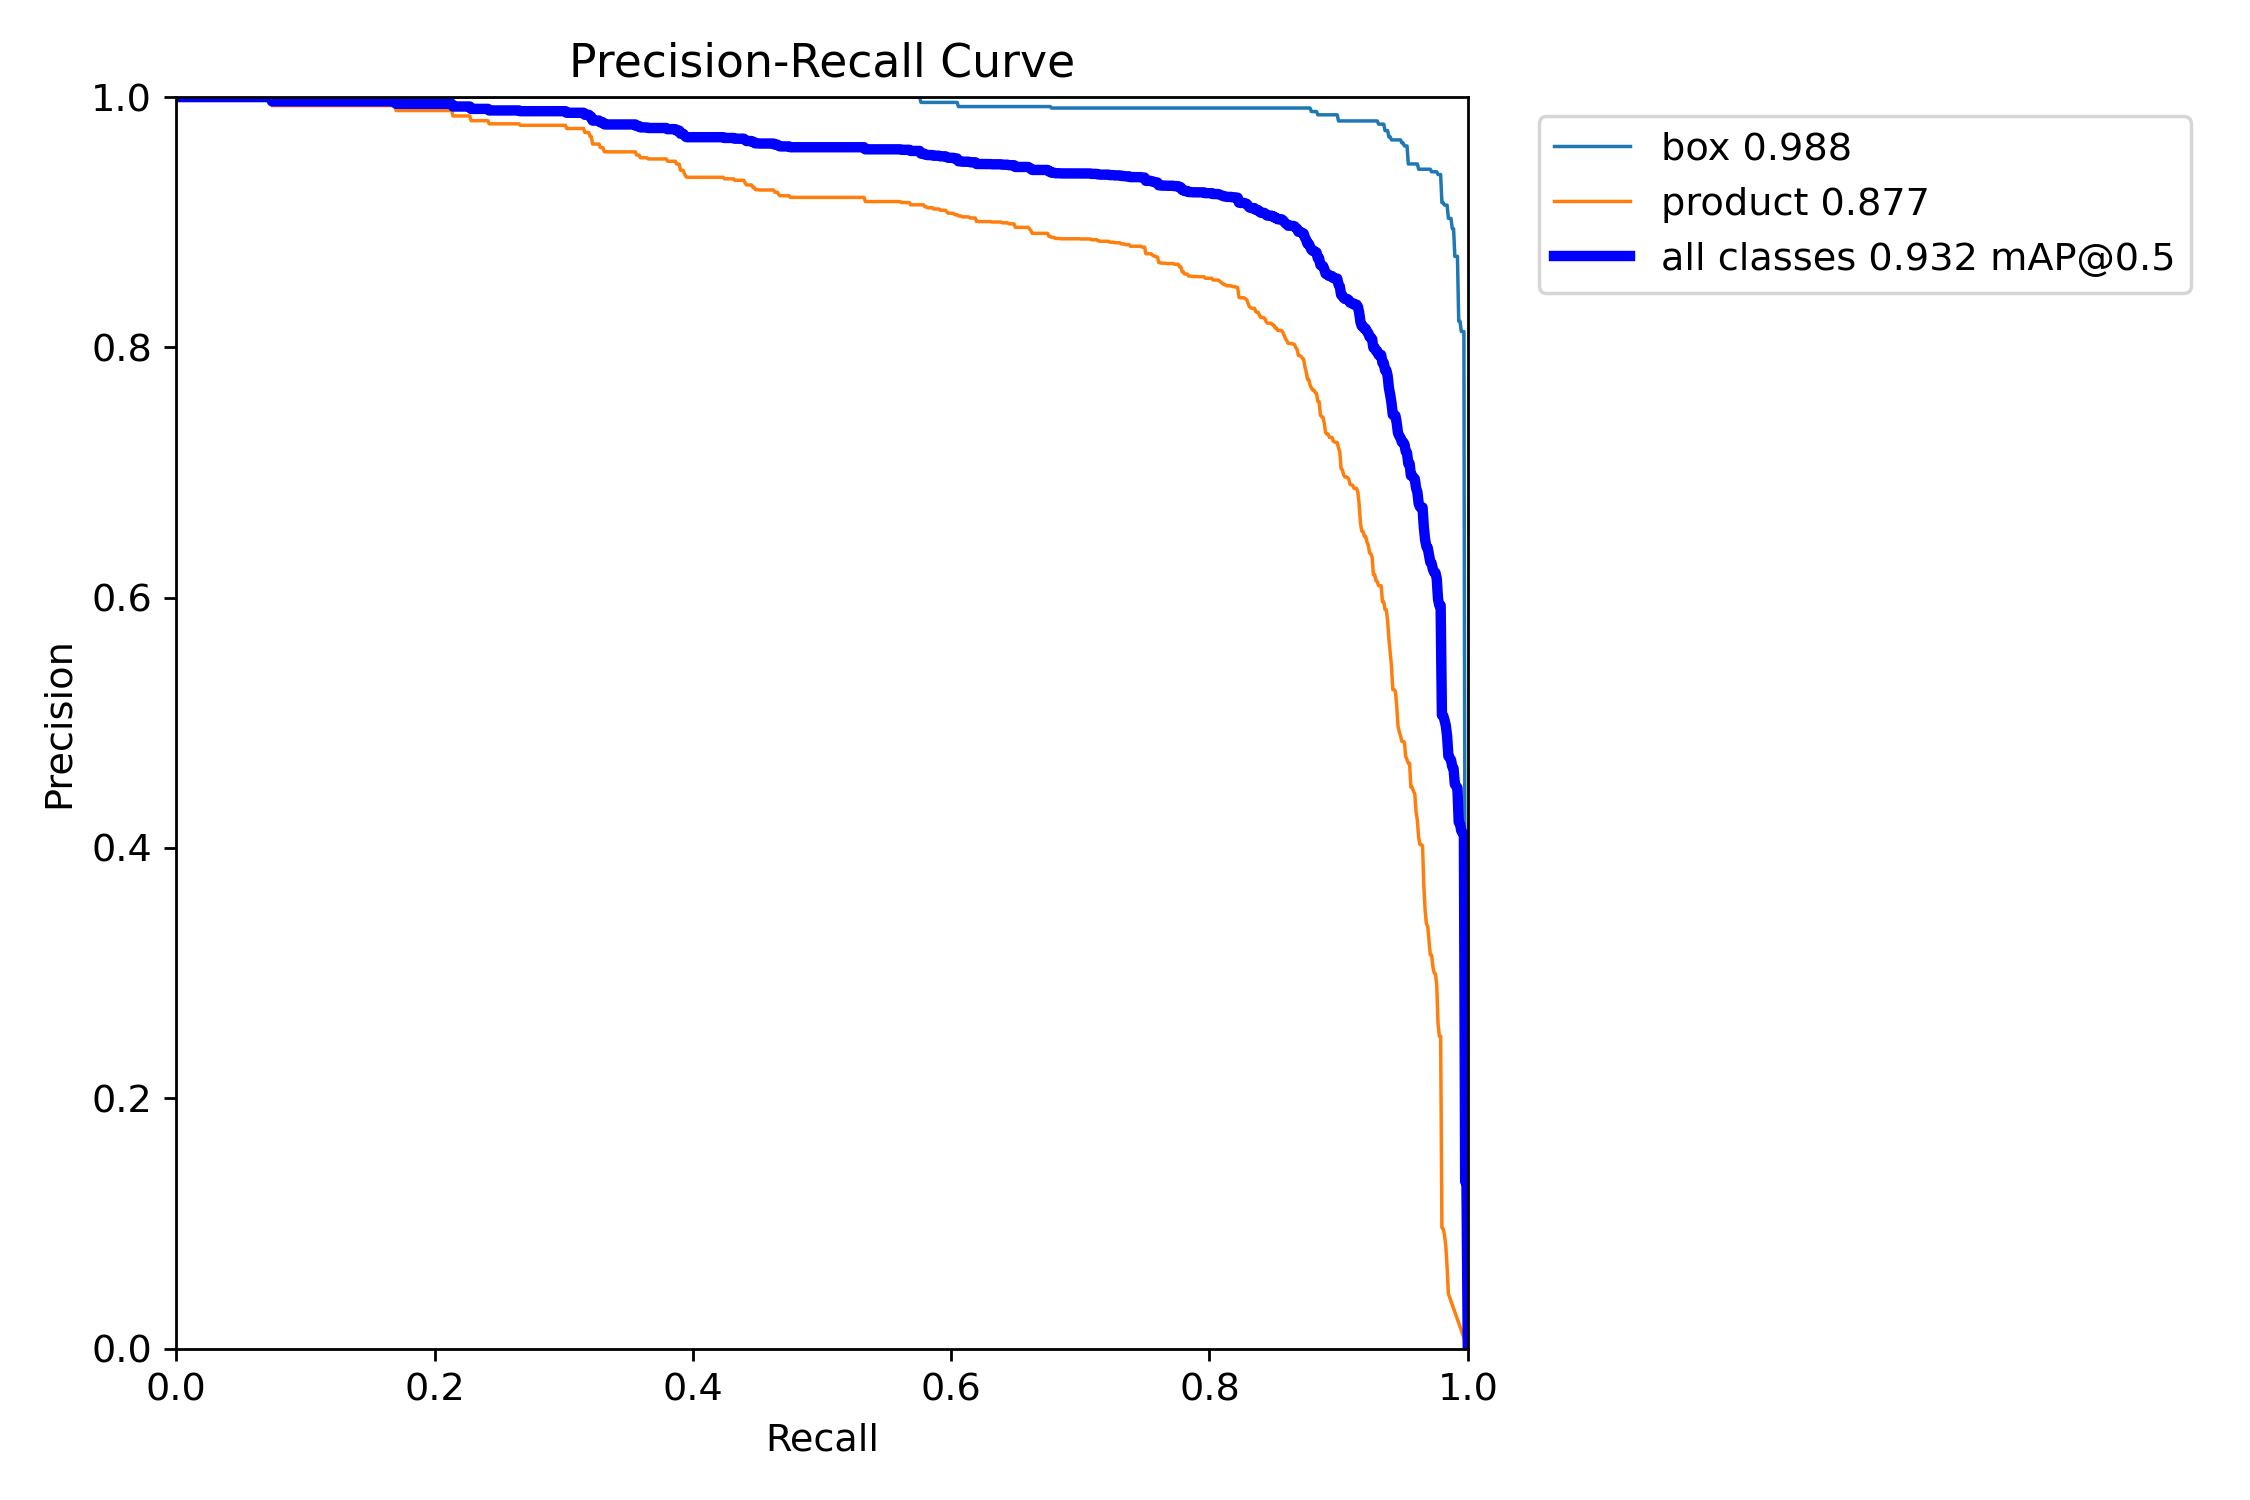 Precision-Recall Curve
1.0
0.8
0.6
0.4
0.2
0.0
Precision
0.0 0.2 0.4 0.6 0.8 1.0
Recall
box 0.988
product 0.877
all classes 0.932 mAP@0.5